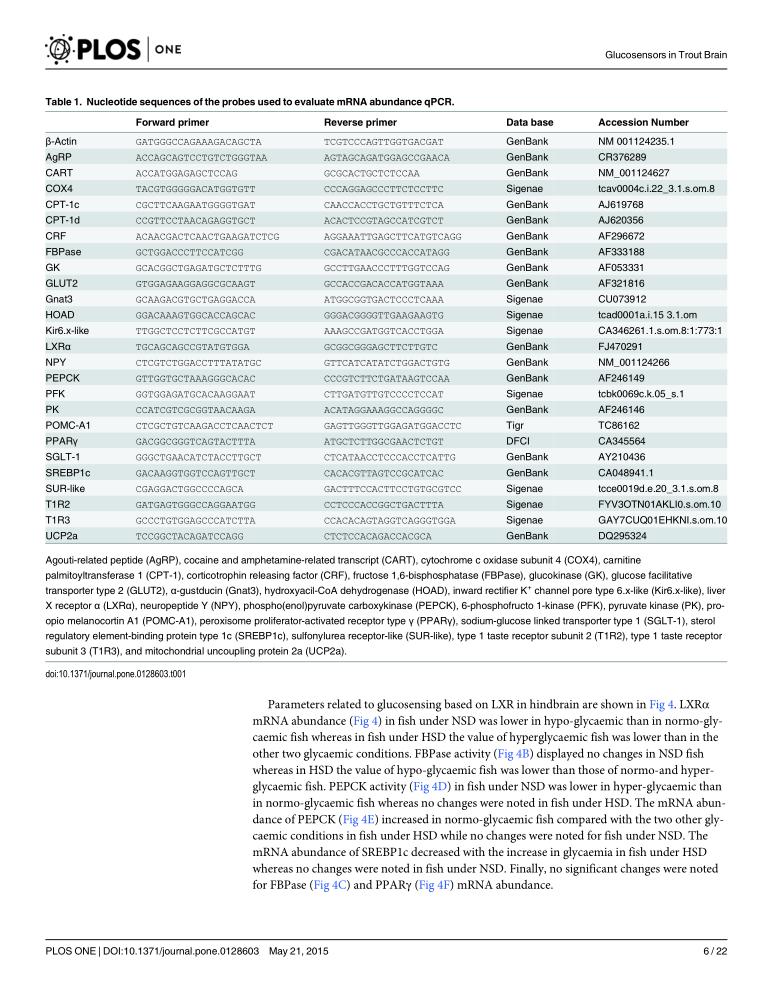 PLOS | ONE
Glucosensors in Trout Brain
Table 1. Nucleotide sequences of the probes used to evaluate mRNA abundance qPCR.
Forward primer Reverse primer Data base Accession Number
β-Actin GATGGGCCAGAAAGACAGCTA TCGTCCCAGTTGGTGACGAT GenBank NM 001124235.1
AgRP ACCAGCAGTCCTGTCTGGGTAA AGTAGCAGATGGAGCCGAACA GenBank CR376289
CART ACCATGGAGAGCTCCAG GCGCACTGCTCTCCAA GenBank NM_001124627
COX4 TACGTGGGGGACATGGTGTT CCCAGGAGCCCTTCTCCTTC Sigenae tcav0004c.i.22_3.1.s.om.8
CPT-1c CGCTTCAAGAATGGGGTGAT CAACCACCTGCTGTTTCTCA GenBank AJ619768
CPT-1d CCGTTCCTAACAGAGGTGCT ACACTCCGTAGCCATCGTCT GenBank AJ620356
CRF ACAACGACTCAACTGAAGATCTCG AGGAAATTGAGCTTCATGTCAGG GenBank AF296672
FBPase GCTGGACCCTTCCATCGG CGACATAACGCCCACCATAGG GenBank AF333188
GK GCACGGCTGAGATGCTCTTTG GCCTTGAACCCTTTGGTCCAG GenBank AF053331
GLUT2 GTGGAGAAGGAGGCGCAAGT GCCACCGACACCATGGTAAA GenBank AF321816
Gnat3 GCAAGACGTGCTGAGGACCA ATGGCGGTGACTCCCTCAAA Sigenae CU073912
HOAD GGACAAAGTGGCACCAGCAC GGGACGGGGTTGAAGAAGTG Sigenae tcad0001a.i.15 3.1.om
Kir6.x-like TTGGCTCCTCTTCGCCATGT AAAGCCGATGGTCACCTGGA Sigenae CA346261.1.s.om.8:1:773:1
LXRα TGCAGCAGCCGTATGTGGA GCGGCGGGAGCTTCTTGTC GenBank FJ470291
NPY CTCGTCTGGACCTTTATATGC GTTCATCATATCTGGACTGTG GenBank NM_001124266
PEPCK GTTGGTGCTAAAGGGCACAC CCCGTCTTCTGATAAGTCCAA GenBank AF246149
PFK GGTGGAGATGCACAAGGAAT CTTGATGTTGTCCCCTCCAT Sigenae tcbk0069c.k.05_s.1
PK CCATCGTCGCGGTAACAAGA ACATAGGAAAGGCCAGGGGC GenBank AF246146
POMC-A1 CTCGCTGTCAAGACCTCAACTCT GAGTTGGGTTGGAGATGGACCTC Tigr TC86162
PPARγ GACGGCGGGTCAGTACTTTA ATGCTCTTGGCGAACTCTGT DFCI CA345564
SGLT-1 GGGCTGAACATCTACCTTGCT CTCATAACCTCCCACCTCATTG GenBank AY210436
SREBP1c GACAAGGTGGTCCAGTTGCT CACACGTTAGTCCGCATCAC GenBank CA048941.1
SUR-like CGAGGACTGGCCCCAGCA GACTTTCCACTTCCTGTGCGTCC Sigenae tcce0019d.e.20_3.1.s.om.8
T1R2 GATGAGTGGGCCAGGAATGG CCTCCCACCGGCTGACTTTA Sigenae FYV3OTN01AKLI0.s.om.10
T1R3 GCCCTGTGGAGCCCATCTTA CCACACAGTAGGTCAGGGTGGA Sigenae GAY7CUQ01EHKNI.s.om.10
UCP2a TCCGGCTACAGATCCAGG CTCTCCACAGACCACGCA GenBank DQ295324
Agouti-related peptide (AgRP), cocaine and amphetamine-related transcript (CART), cytochrome c oxidase subunit 4 (COX4), carnitine
palmitoyltransferase 1 (CPT-1), corticotrophin releasing factor (CRF), fructose 1,6-bisphosphatase (FBPase), glucokinase (GK), glucose facilitative
transporter type 2 (GLUT2), α-gustducin (Gnat3), hydroxyacil-CoA dehydrogenase (HOAD), inward rectifier K+ channel pore type 6.x-like (Kir6.x-like), liver
X receptor α (LXRα), neuropeptide Y (NPY), phospho(enol)pyruvate carboxykinase (PEPCK), 6-phosphofructo 1-kinase (PFK), pyruvate kinase (PK), pro-
opio melanocortin A1 (POMC-A1), peroxisome proliferator-activated receptor type γ (PPARγ), sodium-glucose linked transporter type 1 (SGLT-1), sterol
regulatory element-binding protein type 1c (SREBP1c), sulfonylurea receptor-like (SUR-like), type 1 taste receptor subunit 2 (T1R2), type 1 taste receptor
subunit 3 (T1R3), and mitochondrial uncoupling protein 2a (UCP2a).
doi:10.1371/journal.pone.0128603.t001
Parameters related to glucosensing based on LXR in hindbrain are shown in Fig 4. LXRα
mRNA abundance (Fig 4) in fish under NSD was lower in hypo-glycaemic than in normo-gly-
caemic fish whereas in fish under HSD the value of hyperglycaemic fish was lower than in the
other two glycaemic conditions. FBPase activity (Fig 4B) displayed no changes in NSD fish
whereas in HSD the value of hypo-glycaemic fish was lower than those of normo-and hyper-
glycaemic fish. PEPCK activity (Fig 4D) in fish under NSD was lower in hyper-glycaemic than
in normo-glycaemic fish whereas no changes were noted in fish under HSD. The mRNA abun-
dance of PEPCK (Fig 4E) increased in normo-glycaemic fish compared with the two other gly-
caemic conditions in fish under HSD while no changes were noted for fish under NSD. The
mRNA abundance of SREBP1c decreased with the increase in glycaemia in fish under HSD
whereas no changes were noted in fish under NSD. Finally, no significant changes were noted
for FBPase (Fig 4C) and PPARγ (Fig 4F) mRNA abundance.
PLOS ONE | DOI:10.1371/journal.pone.0128603 May 21, 2015
6 / 22